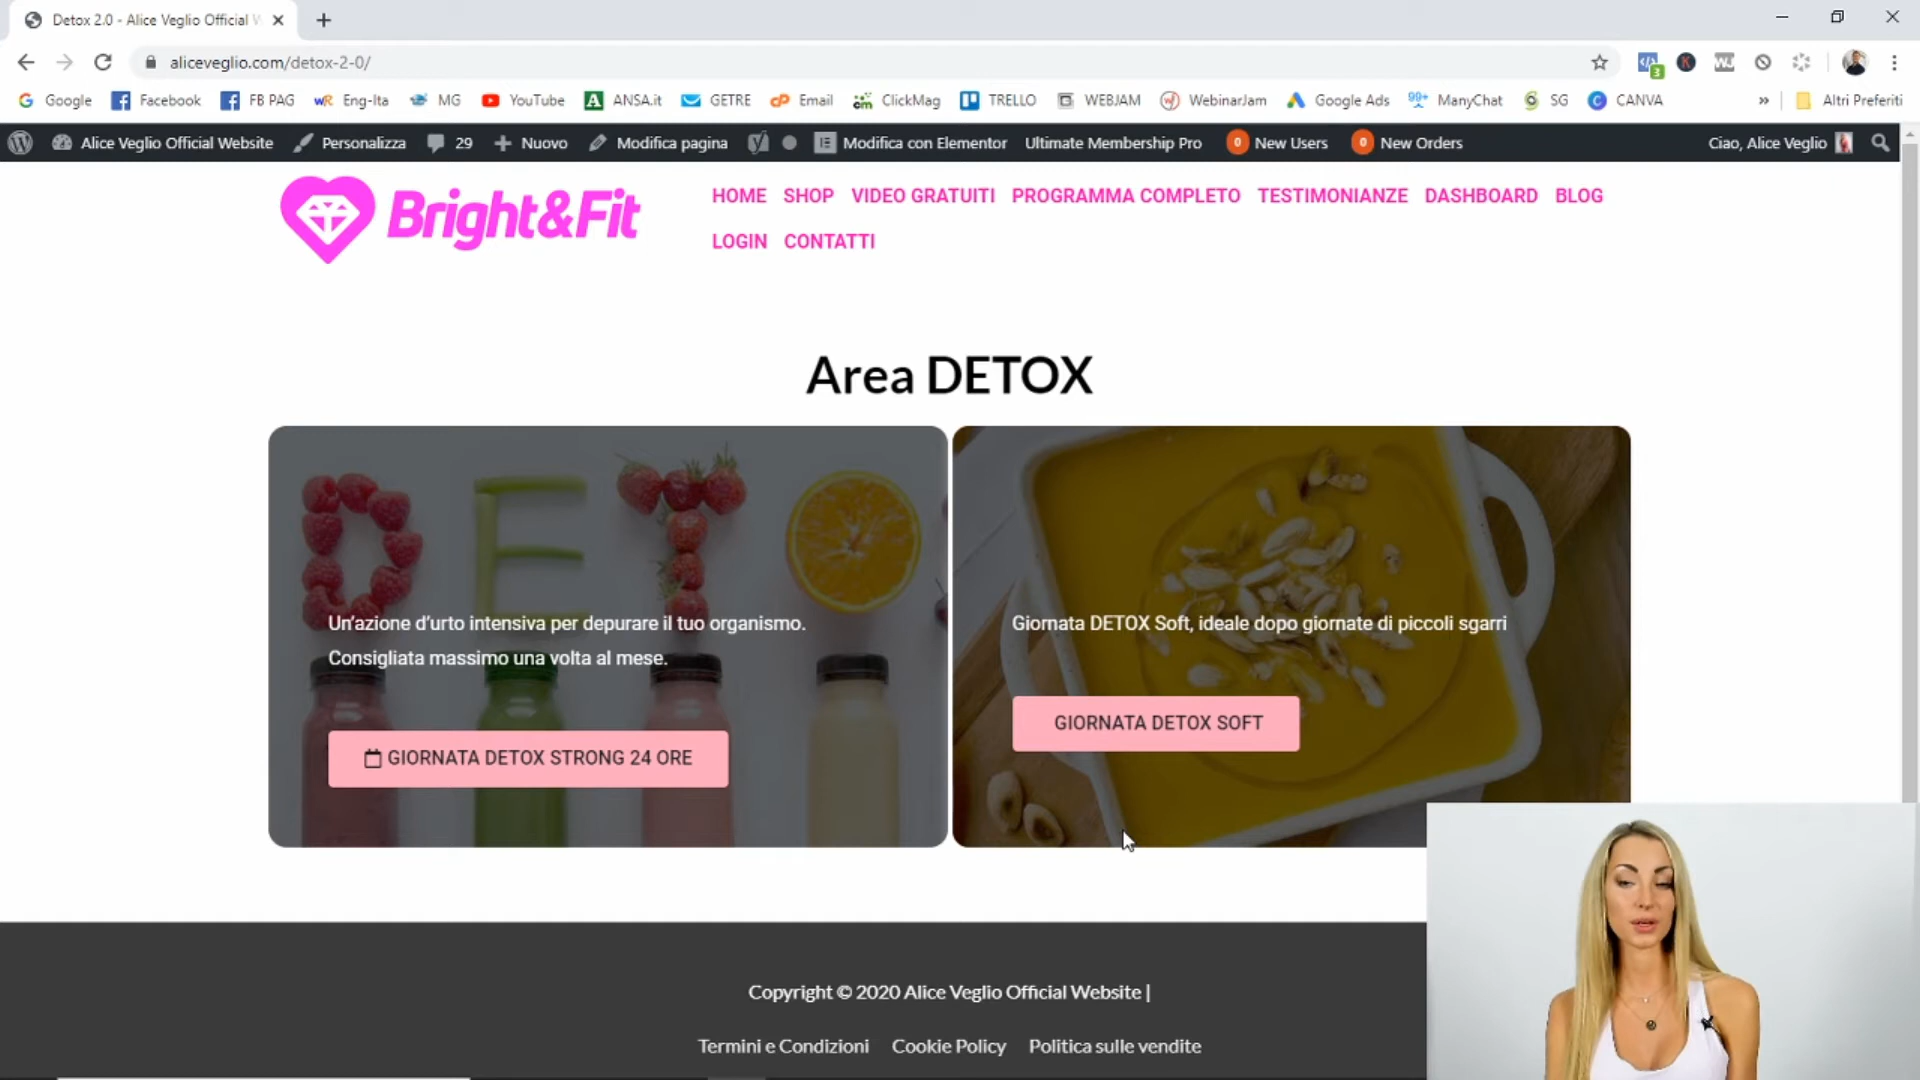 Detox 2.0 - Alice Veglio Official
aliceveglio.com/detox-2-0/
Google Facebook FB PAG Eng-Ita MG YouTube ANSA.it GETRE Email ClickMag TRELLO WEBJAM WebinarJam Google Ads ManyChat SG CANVA » Altri Preferiti
Alice Veglio Official Website Personalizza 29 Nuovo Modifica pagina Modifica con Elementor Ultimate Membership Pro 0 New Users 0 New Orders Ciao, Alice Veglio
Bright&Fit
HOME SHOP VIDEO GRATUITI PROGRAMMA COMPLETO TESTIMONIANZE DASHBOARD BLOG
LOGIN CONTATTI
Area DETOX
DETO
Un'azione d'urto intensiva per depurare il tuo organismo.
Consigliata massimo una volta al mese.
GIORNATA DETOX STRONG 24 ORE
Giornata DETOX Soft, ideale dopo giornate di piccoli sgarri
GIORNATA DETOX SOFT
Copyright © 2020 Alice Veglio Official Website |
Termini e Condizioni Cookie Policy Politica sulle vendite